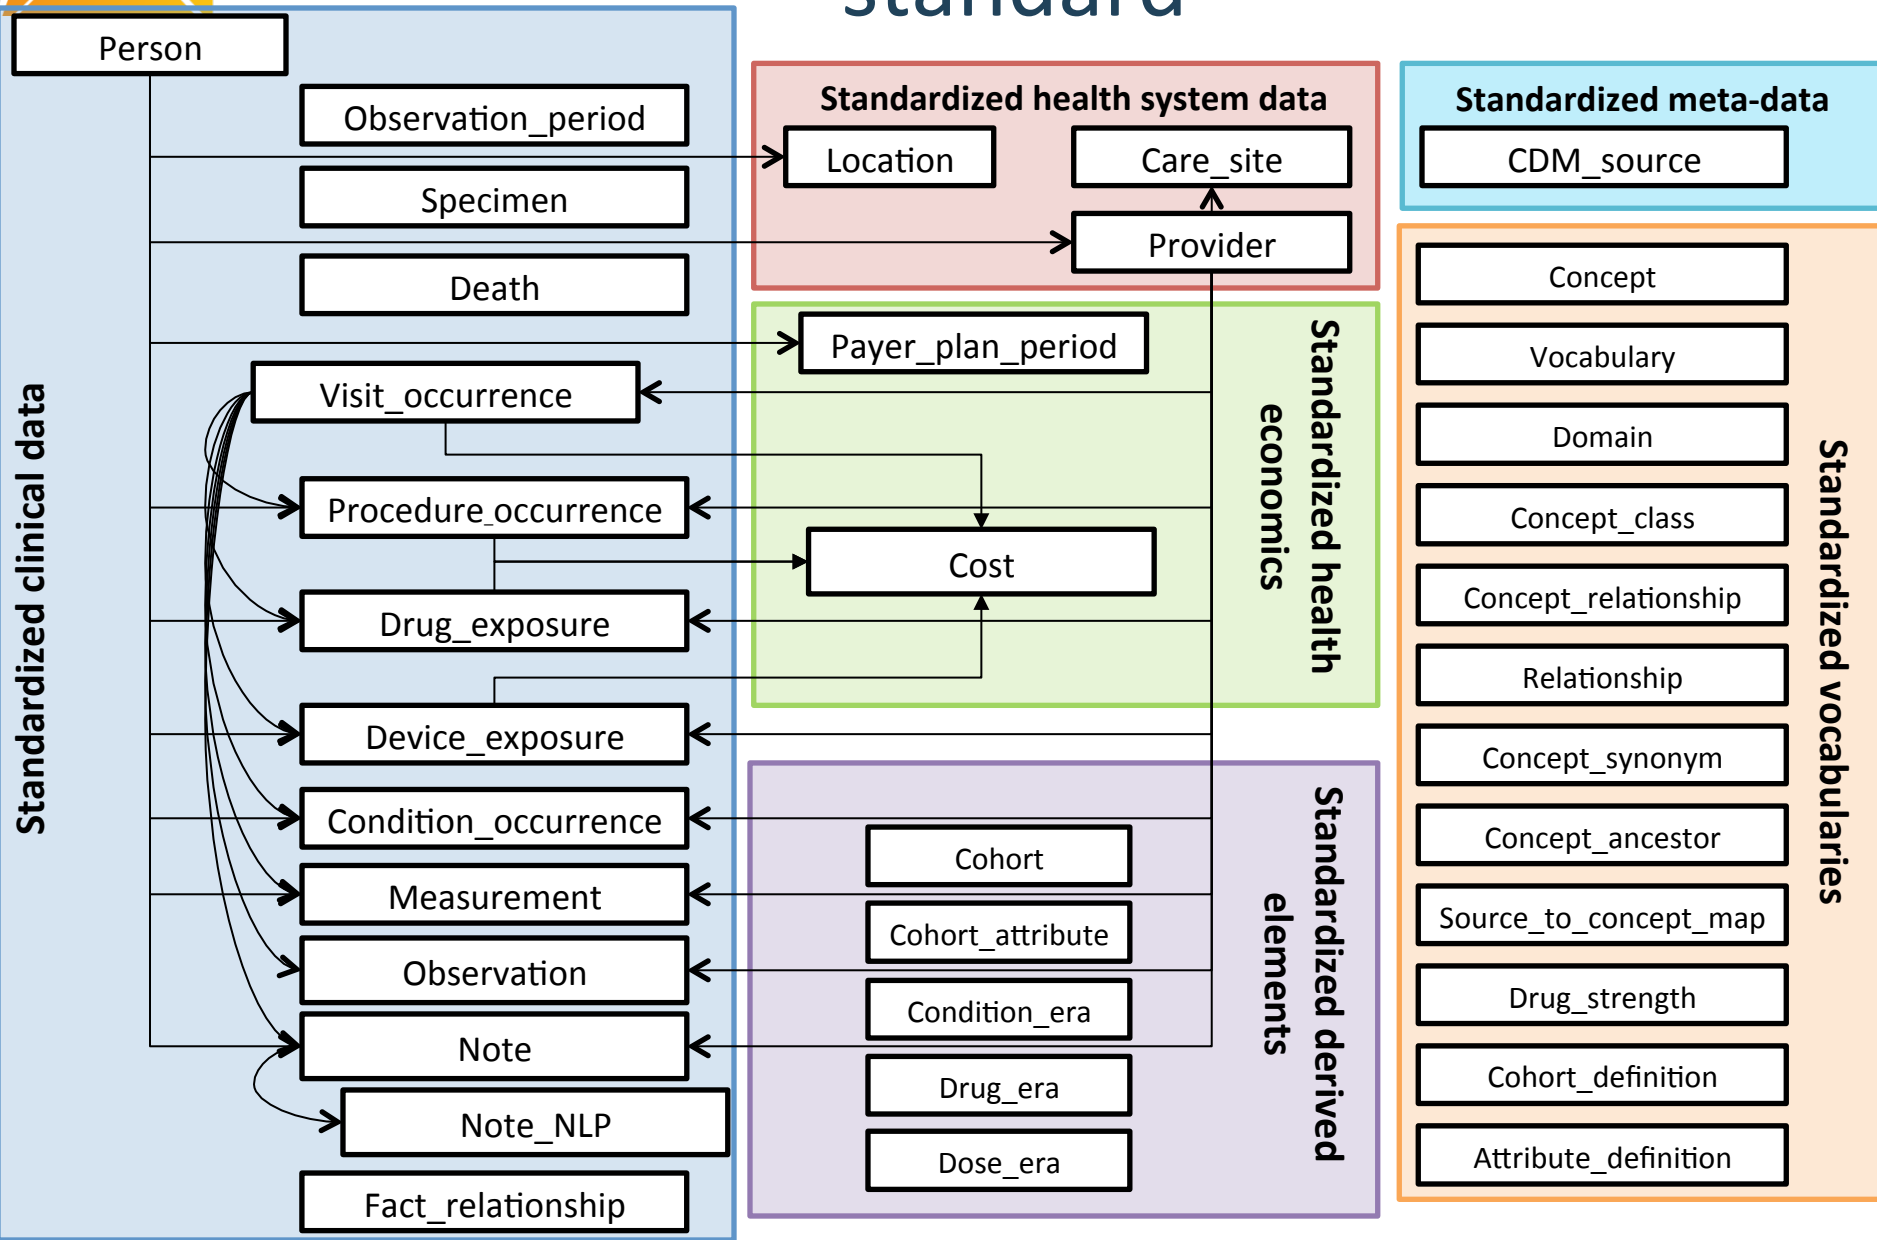 Standard
Person
Observation_period
Specimen
Death
Visit_occurrence
Procedure_occurrence
Drug_exposure
Device_exposure
Condition_occurrence
Measurement
Observation
Note
Note_NLP
Fact_relationship
Standardized clinical data
Standardized health system data
Location
Care_site
Provider
Payer_plan_period
Cost
Standardized health
economics
Cohort
Cohort_attribute
Condition_era
Drug_era
Dose_era
Standardized derived
elements
Standardized meta-data
CDM_source
Concept
Vocabulary
Domain
Concept_class
Concept_relationship
Relationship
Concept_synonym
Concept_ancestor
Source_to_concept_map
Drug_strength
Cohort_definition
Attribute_definition
Standardized vocabularies